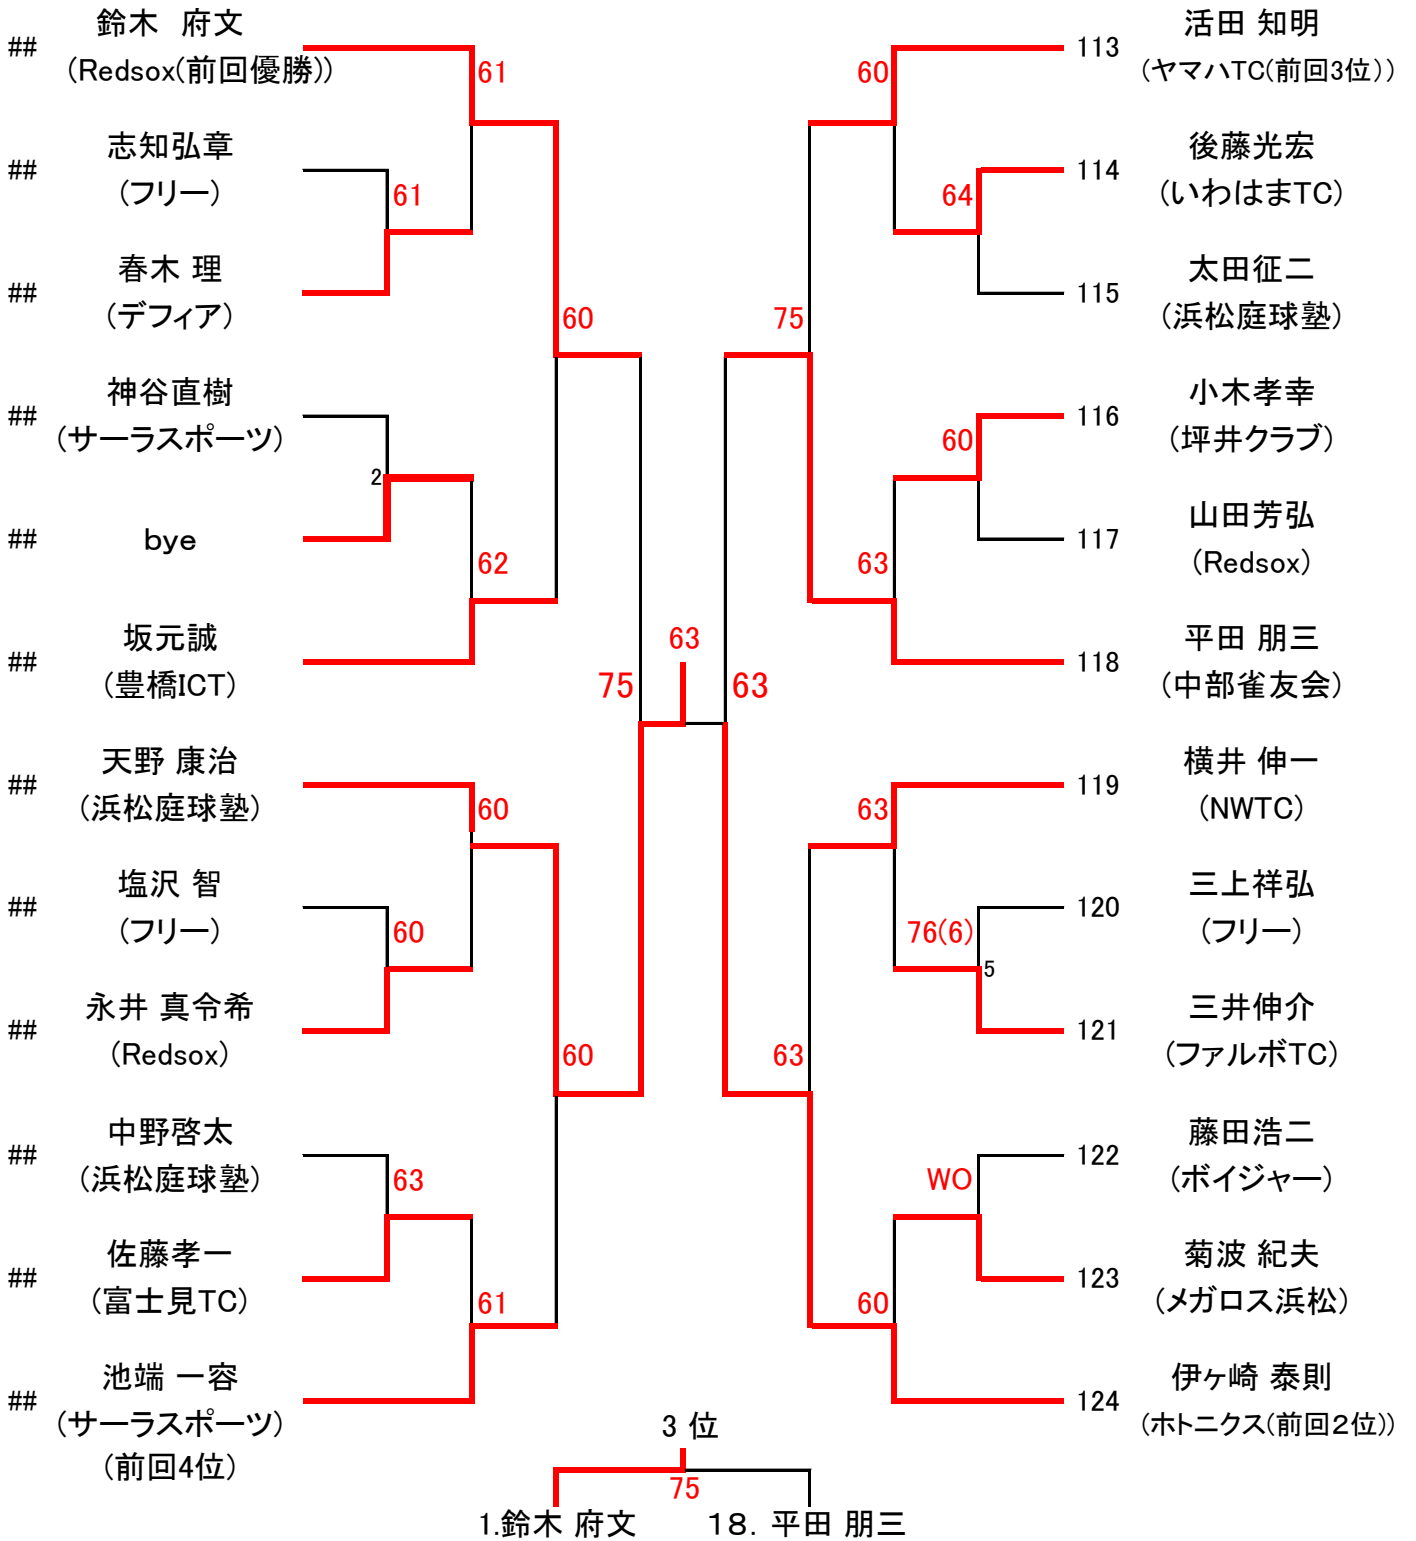 ## 鈴木 府文
(Redsox(前回優勝))
61
## 志知弘章
(フリー)
61
## 春木 理
(デフィア)
60
## 神谷直樹
(サーラスポーツ)
2
## bye
62
## 坂元誠
(豊橋ICT)
75
63
63
## 天野 康治
(浜松庭球塾)
60
## 塩沢 智
(フリー)
60
## 永井 真令希
(Redsox)
60
## 中野啓太
(浜松庭球塾)
63
## 佐藤孝一
(富士見TC)
61
## 池端 一容
(サーラスポーツ)
(前回4位)
113 活田 知明
(ヤマハTC(前回3位))
60
114 後藤光宏
(いわはまTC)
64
115 太田征二
(浜松庭球塾)
75
116 小木孝幸
(坪井クラブ)
60
117 山田芳弘
(Redsox)
63
118 平田 朋三
(中部雀友会)
119 横井 伸一
(NWTC)
63
120 三上祥弘
(フリー)
76(6)
5
121 三井伸介
(ファルボTC)
63
122 藤田浩二
(ボイジャー)
WO
123 菊波 紀夫
(メガロス浜松)
60
124 伊ヶ崎 泰則
(ホトニクス(前回2位))
3 位
75
1.鈴木 府文 18. 平田 朋三